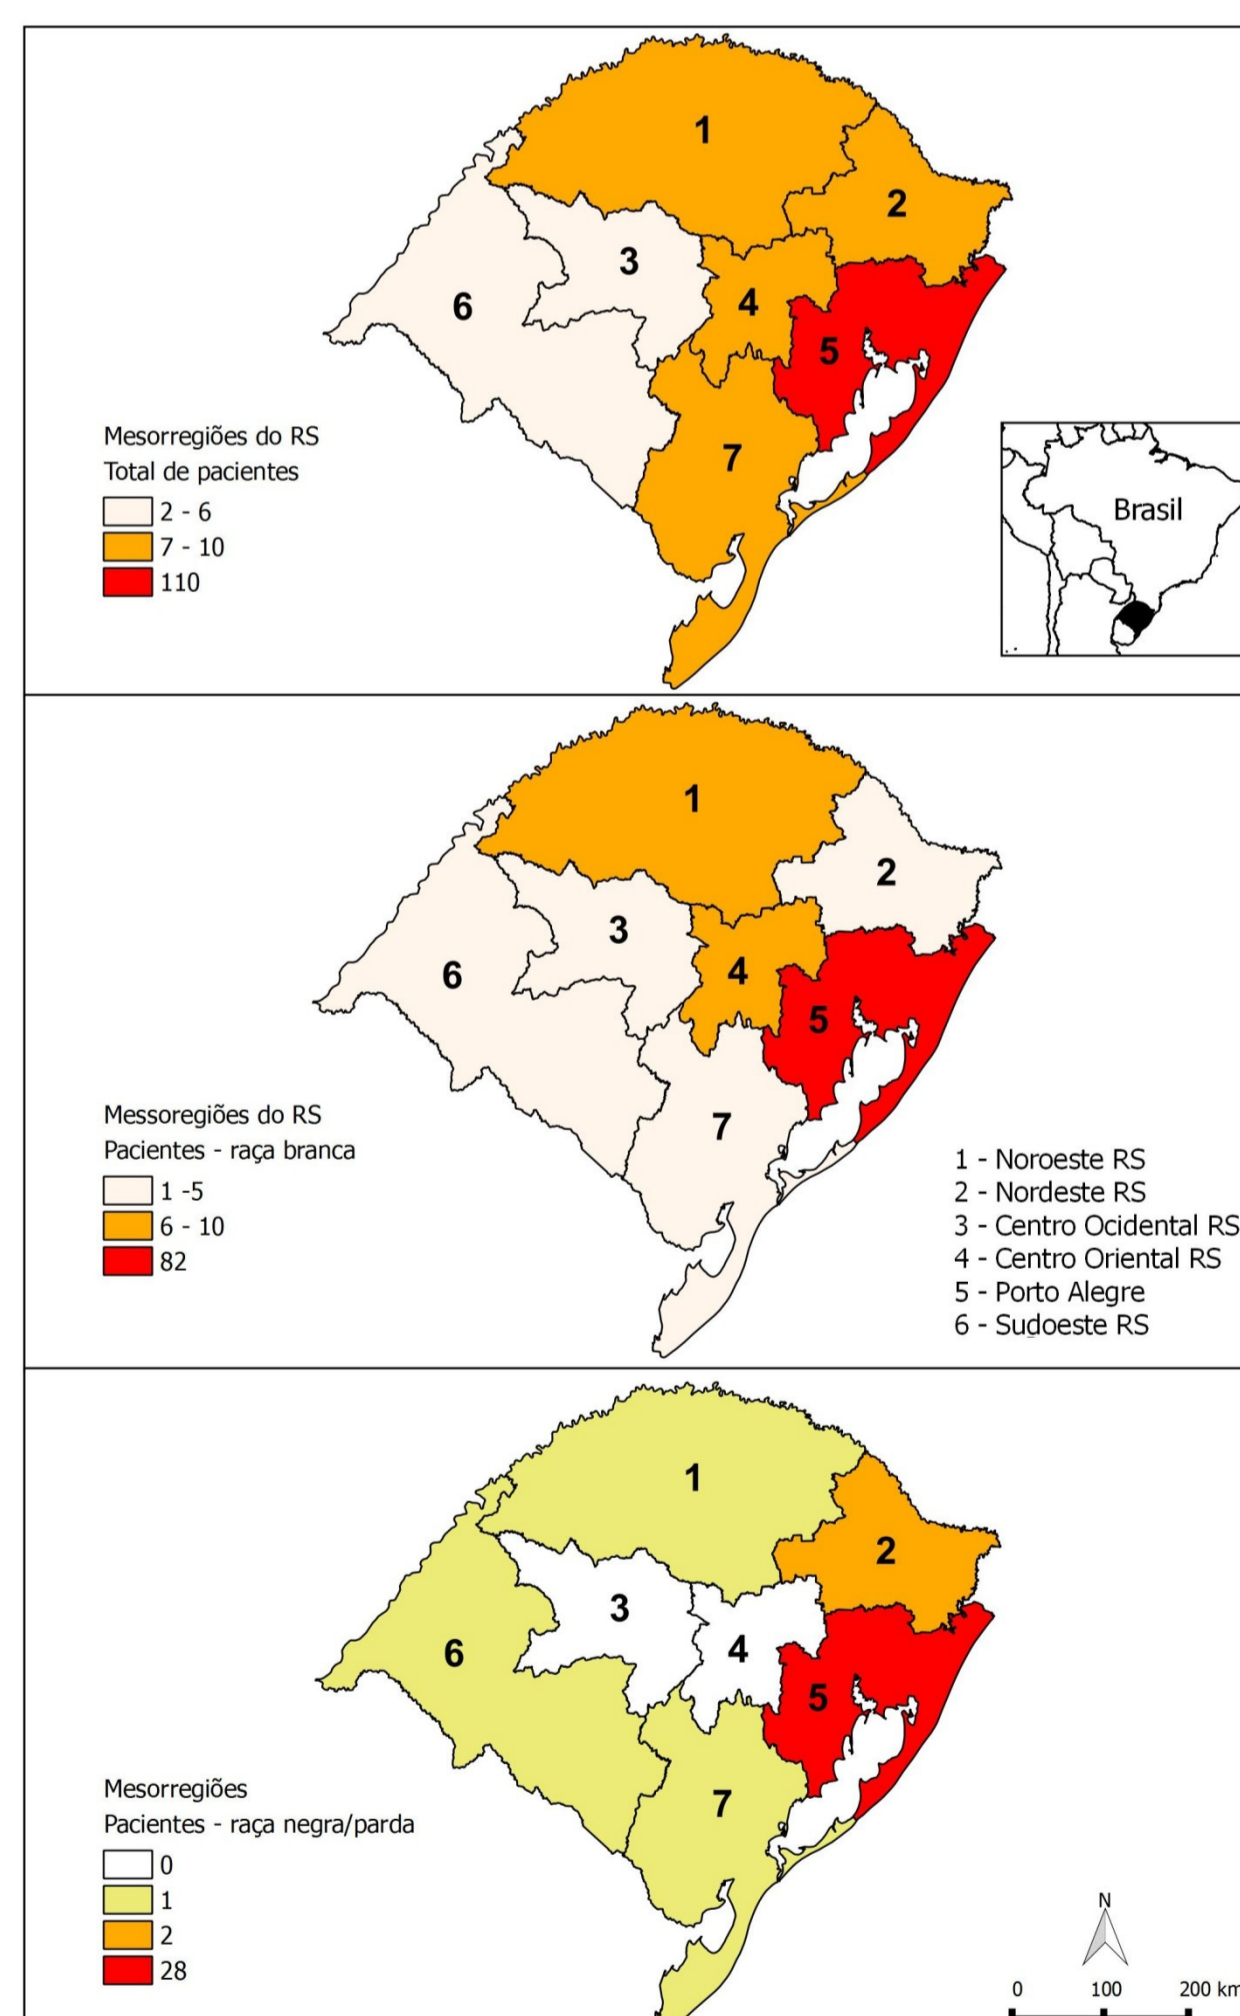 1
2
3
4
5
6
7
Mesorregiões do RS
Total de pacientes
2 - 6
7 - 10
110
Brasil
1
2
3
4
5
6
7
Messoregiões do RS
Pacientes - raça branca
1 -5
6 - 10
82
1 - Noroeste RS
2 - Nordeste RS
3 - Centro Ocidental RS
4 - Centro Oriental RS
5 - Porto Alegre
6 - Sudoeste RS
1
2
3
4
5
6
7
Mesorregiões
Pacientes - raça negra/parda
0
1
2
28
N
0 100 200 km